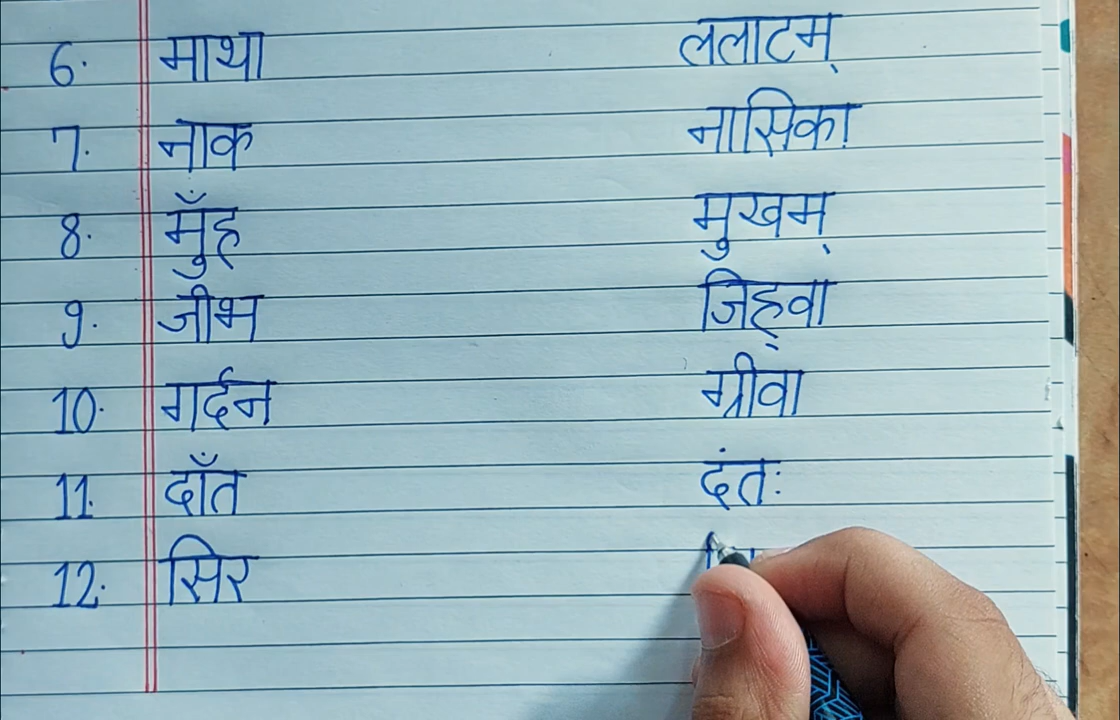 6. माथा ललाटम्
7. नाक नासिका
8. मुँह मुखम्
9. जीभ जिह्वा
10. गर्दन ग्रीवा
11. दाँत दंतः
12. सिर